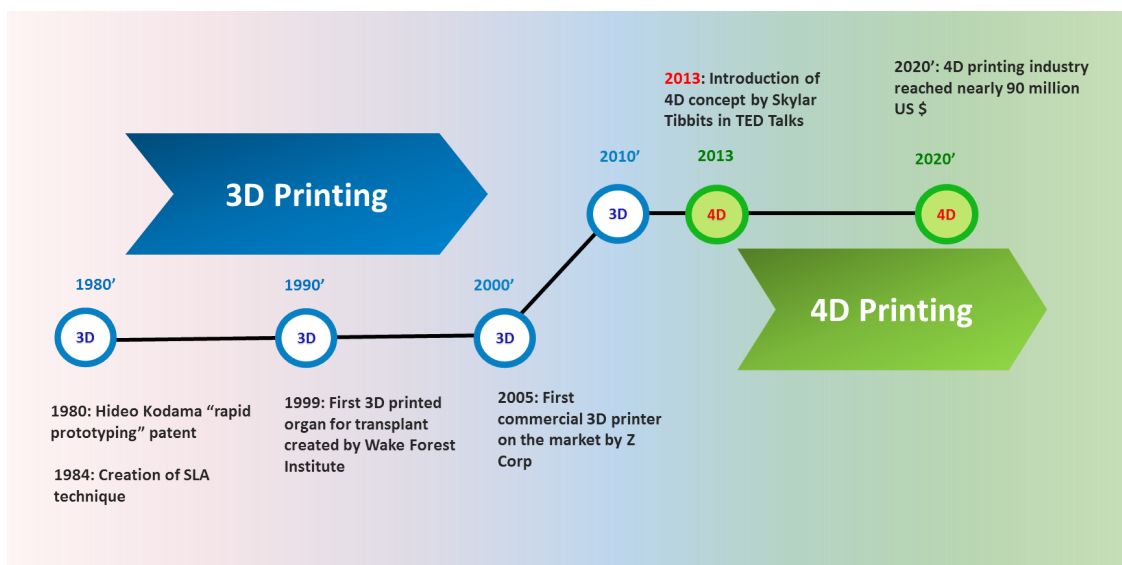 2013: Introduction of
4D concept by Skylar
Tibbits in TED Talks
2020’: 4D printing industry
reached nearly 90 million
US $
3D Printing
2010’
2013
2020’
3D
4D
4D
1980’
1990’
2000’
3D
3D
3D
4D Printing
1980: Hideo Kodama “rapid
prototyping” patent
1984: Creation of SLA
technique
1999: First 3D printed
organ for transplant
created by Wake Forest
Institute
2005: First
commercial 3D printer
on the market by Z
Corp